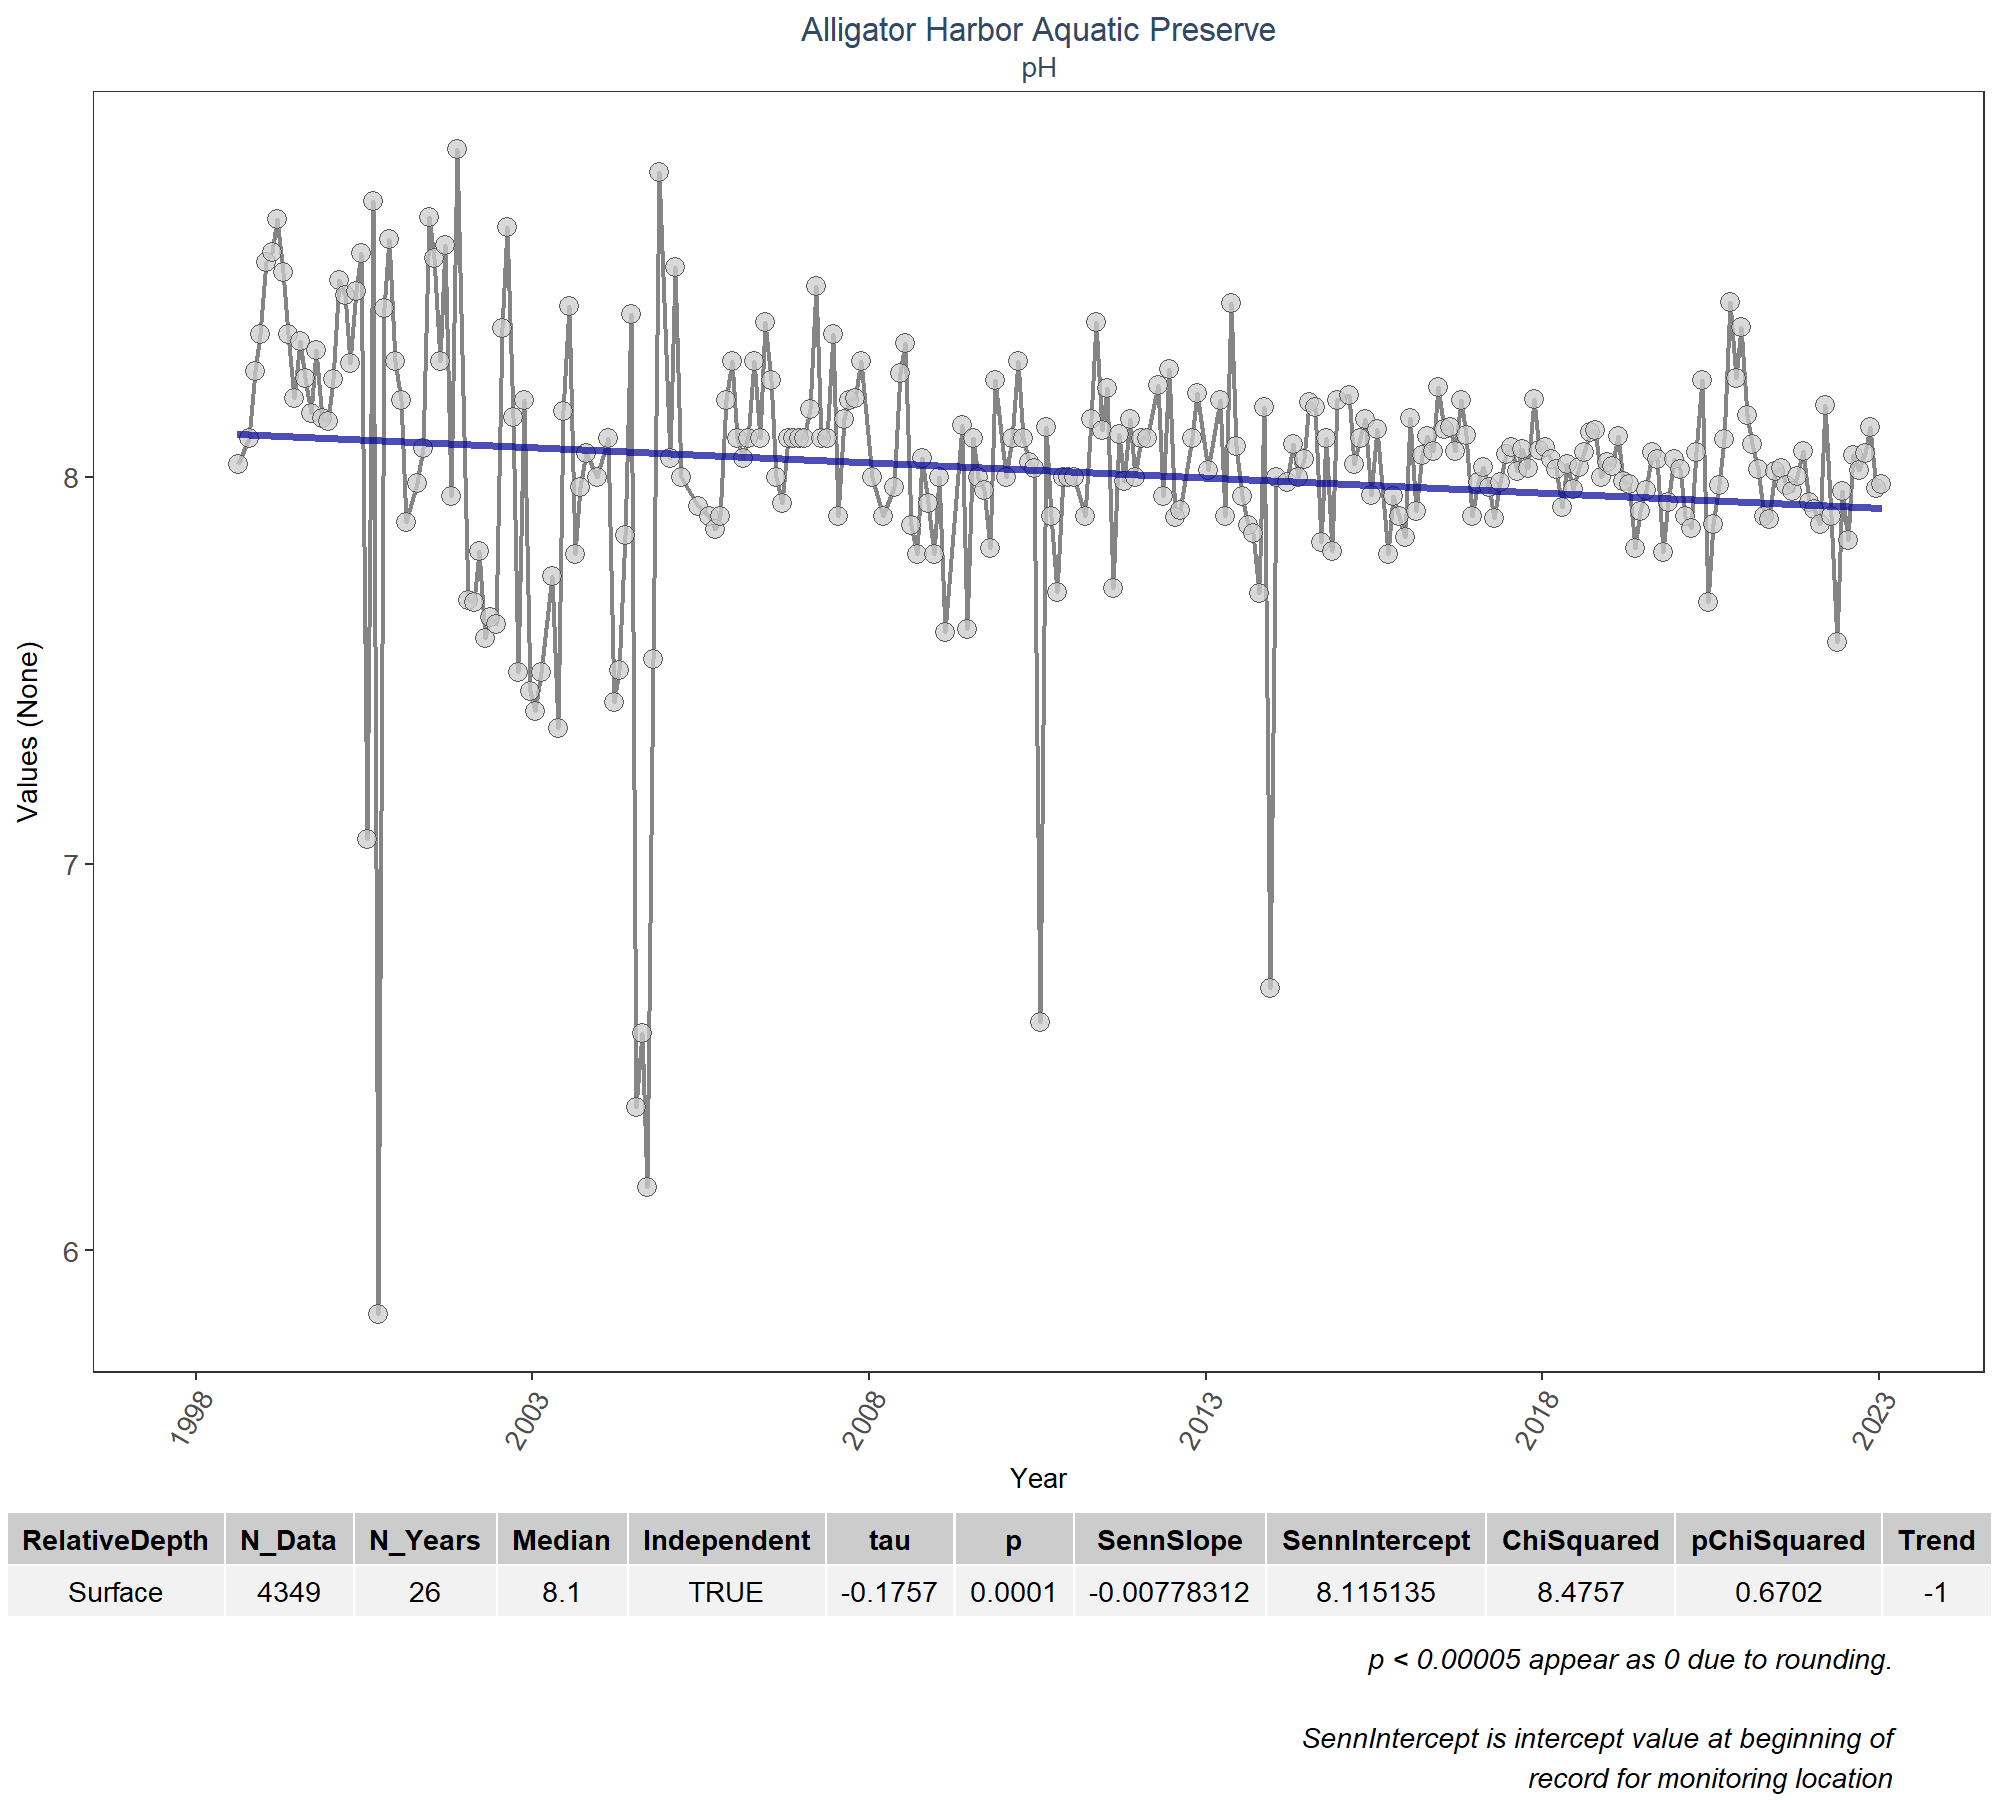 Alligator Harbor Aquatic Preserve
pH
Values (None)
8
7
6
1998
2003
2008
2013
2018
2023
Year
RelativeDepth N_Data N_Years Median Independent tau p SennSlope SennIntercept ChiSquared pChiSquared Trend
Surface 4349 26 8.1 TRUE -0.1757 0.0001 -0.00778312 8.115135 8.4757 0.6702 -1
p < 0.00005 appear as 0 due to rounding.
SennIntercept is intercept value at beginning of
record for monitoring location